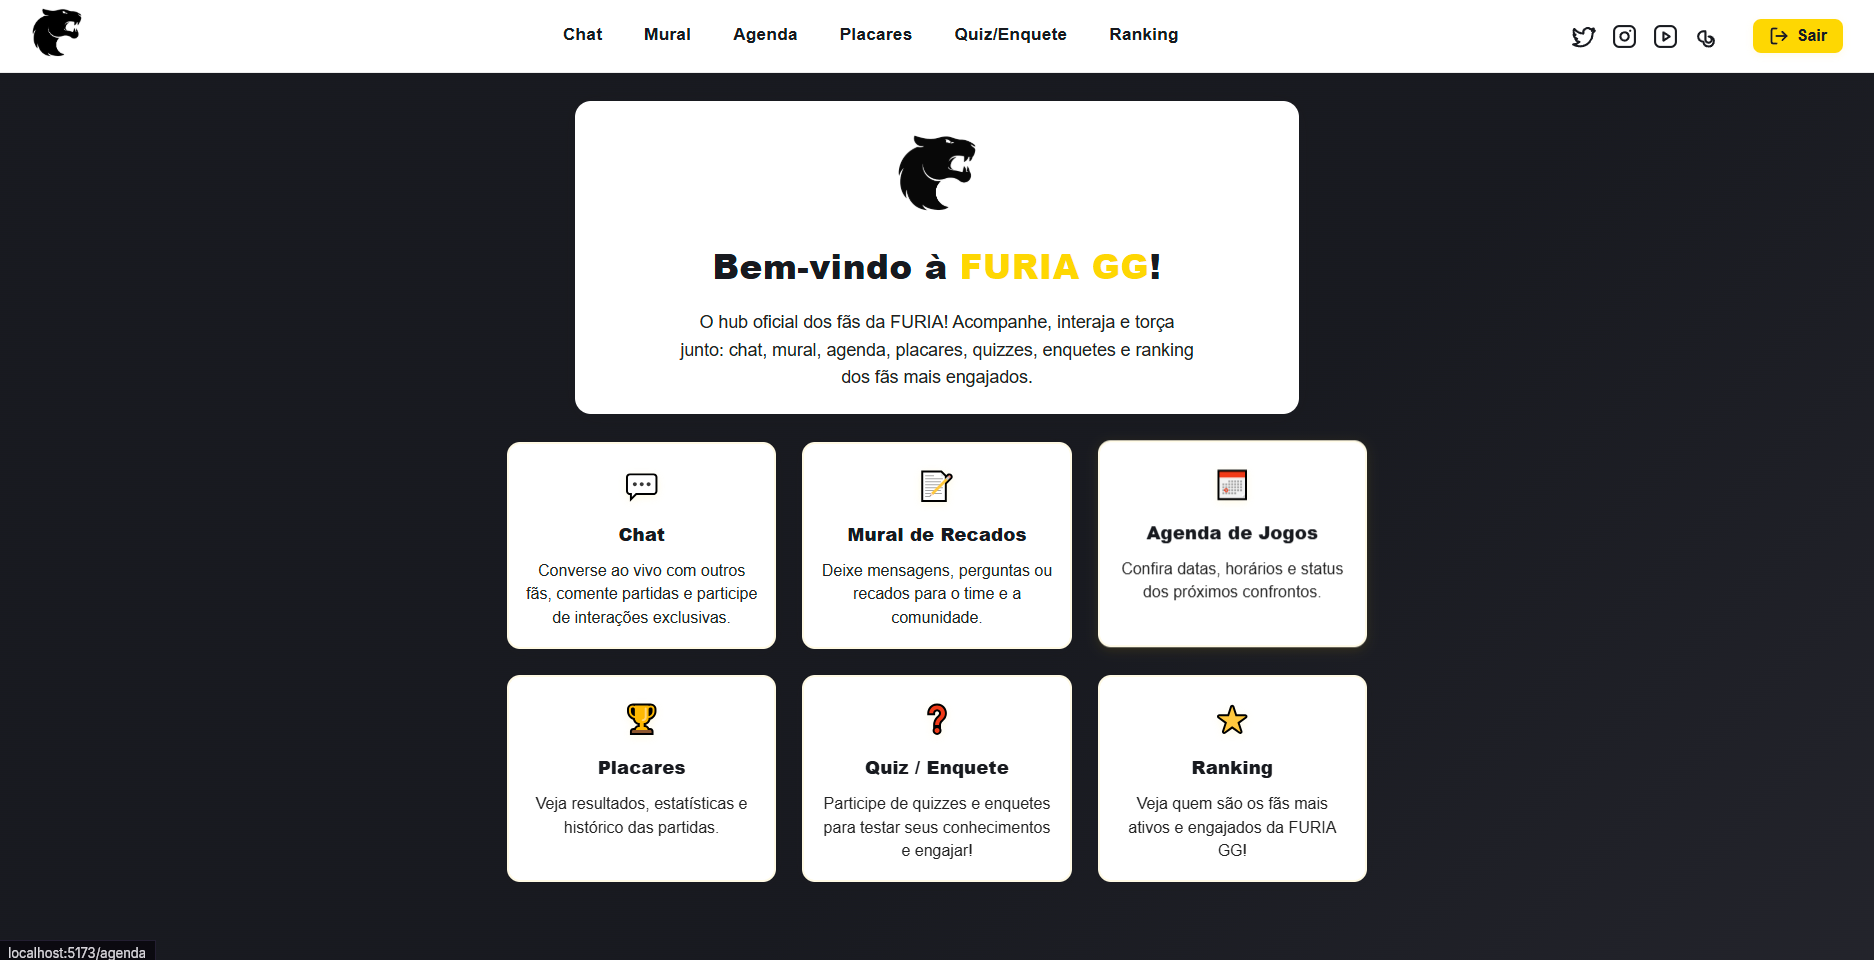 Chat Mural Agenda Placares Quiz/Enquete Ranking Sair
Bem-vindo à FURIA GG!
O hub oficial dos fãs da FURIA! Acompanhe, interaja e torça
junto: chat, mural, agenda, placares, quizzes, enquetes e ranking
dos fãs mais engajados.
Chat
Converse ao vivo com outros
fãs, comente partidas e participe
de interações exclusivas.
Mural de Recados
Deixe mensagens, perguntas ou
recados para o time e a
comunidade.
Agenda de Jogos
Confira datas, horários e status
dos próximos confrontos.
Placares
Veja resultados, estatísticas e
histórico das partidas.
Quiz / Enquete
Participe de quizzes e enquetes
para testar seus conhecimentos
e engajar!
Ranking
Veja quem são os fãs mais
ativos e engajados da FURIA
GG!
localhost:5173/agenda